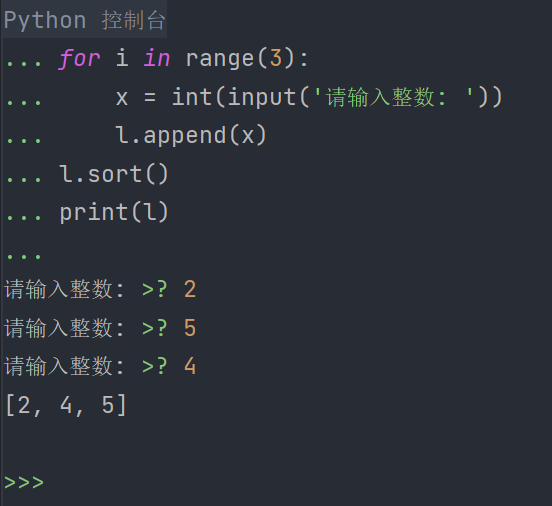 Python 控制台
... for i in range(3):
...     x = int(input('请输入整数: '))
...     l.append(x)
... l.sort()
... print(l)
...
请输入整数: >? 2
请输入整数: >? 5
请输入整数: >? 4
[2, 4, 5]
>>>